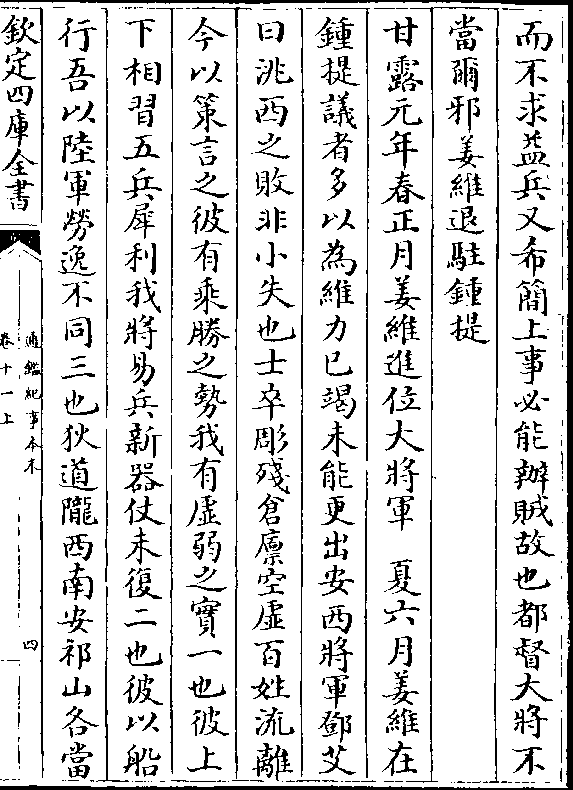 而不求益兵又希簡上事必能辦賊故也都督大將不
當爾邪姜維退駐鍾提
甘露元年春正月姜維進位大將軍　夏六月姜維在
鍾提議者多以為維力已竭未能更出安西將軍鄧艾
曰洮西之敗非小失也士卒彫殘倉廪空虛百姓流離
今以策言之彼有乘勝之勢我有虛弱之實一也彼上
下相習五兵犀利我將易兵新器仗未復二也彼以船
行吾以陸軍勞逸不同三也狄道隴西南安祁山各當
欽定四庫全書
通鑑紀事本末
卷十一上
四